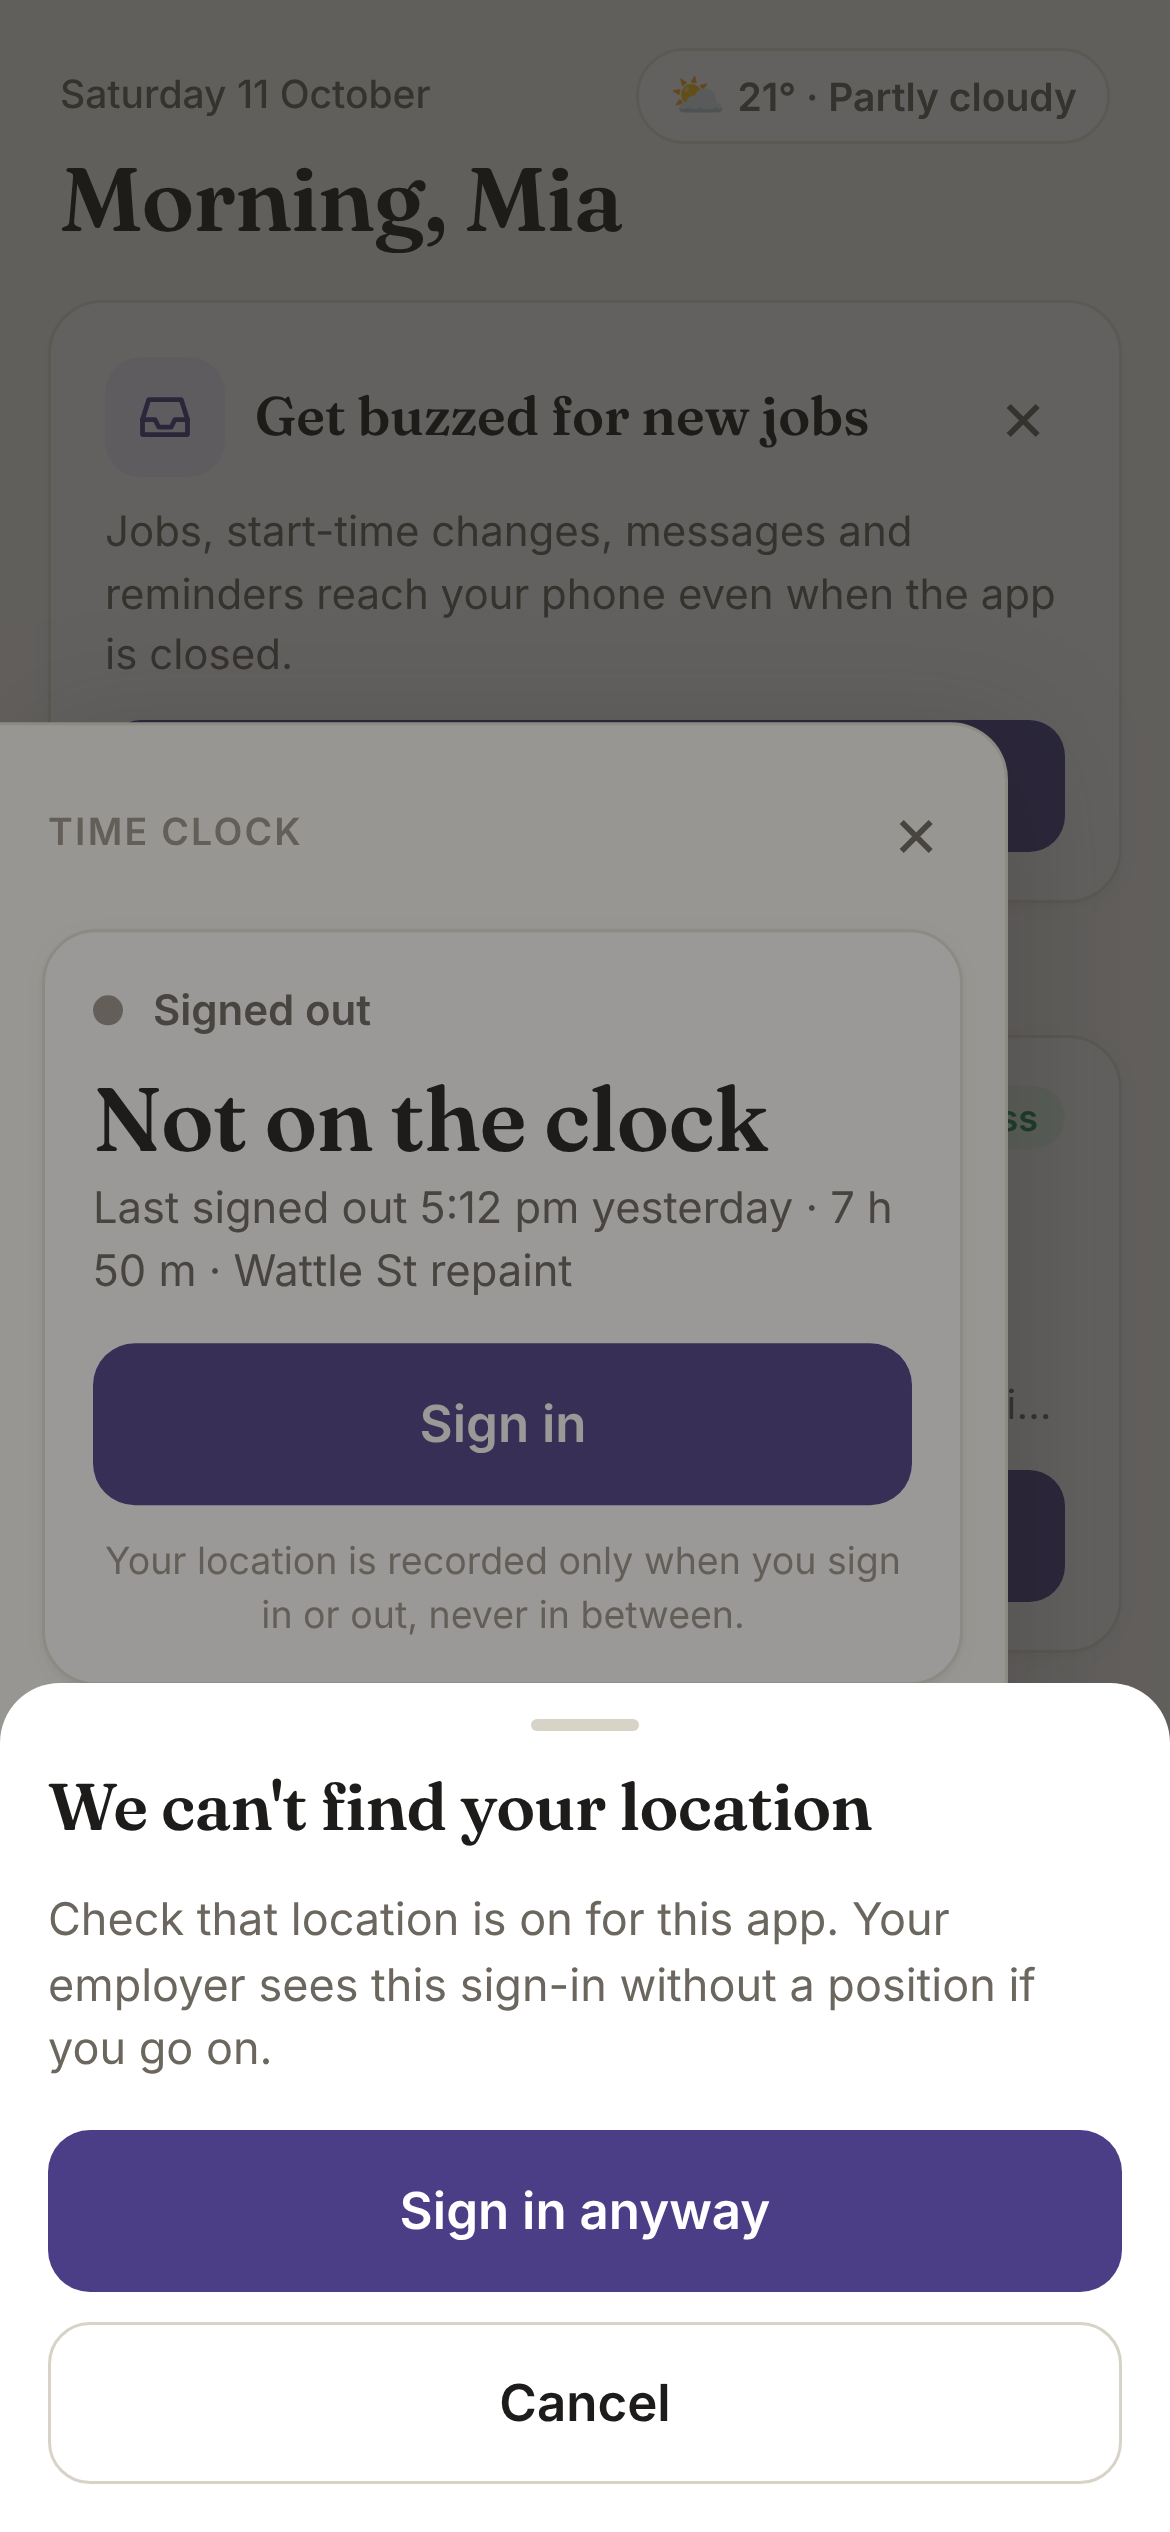 Saturday 11 October
21° · Partly cloudy
Morning, Mia
Get buzzed for new jobs
Jobs, start-time changes, messages and
reminders reach your phone even when the app
is closed.
TIME CLOCK
Signed out
Not on the clock
Last signed out 5:12 pm yesterday · 7 h
50 m · Wattle St repaint
Sign in
Your location is recorded only when you sign
in or out, never in between.
We can't find your location
Check that location is on for this app. Your
employer sees this sign-in without a position if
you go on.
Sign in anyway
Cancel